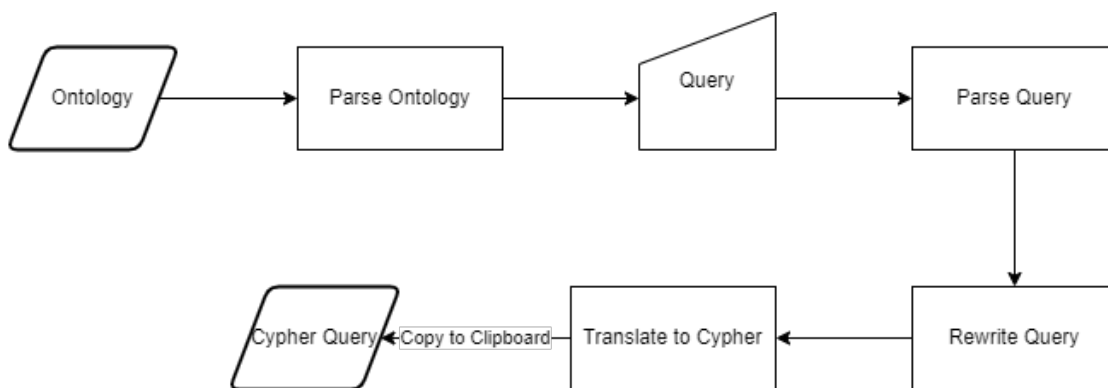 Ontology
Parse Ontology
Query
Parse Query
Cypher Query
Copy to Clipboard
Translate to Cypher
Rewrite Query